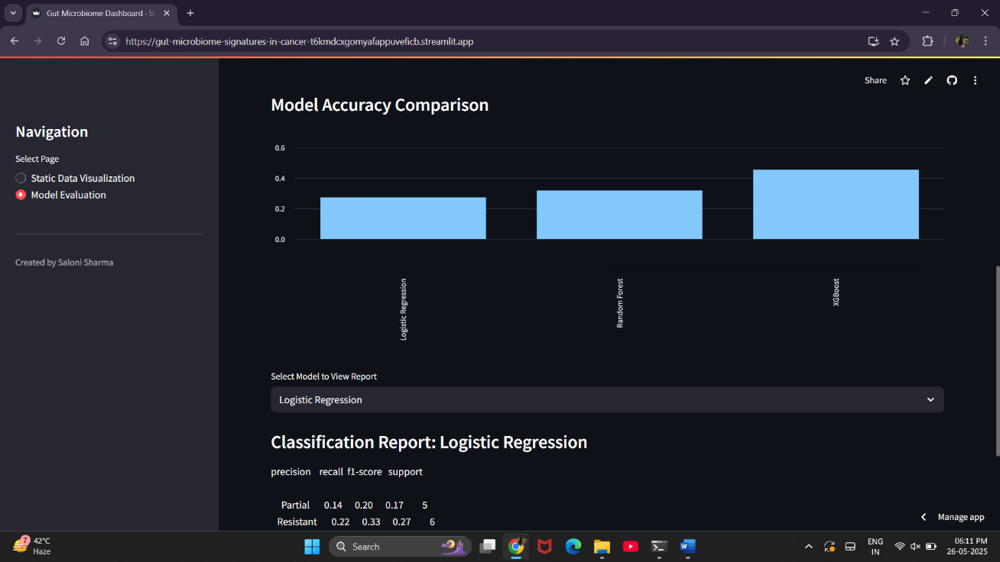 Gut Microbiome Dashboard · St
https://gut-microbiome-signatures-in-cancer-t6kmdcxgomyafappuveficb.streamlit.app
Share
Navigation
Select Page
Static Data Visualization
Model Evaluation
Created by Saloni Sharma
Model Accuracy Comparison
0.6
0.4
0.2
0.0
Logistic Regression
Random Forest
XGBoost
Select Model to View Report
Logistic Regression
Classification Report: Logistic Regression
precision recall f1-score support
Partial 0.14 0.20 0.17 5
Resistant 0.22 0.33 0.27 6
Manage app
7
42°C
Haze
Search
ENG
IN
06:11 PM
26-05-2025